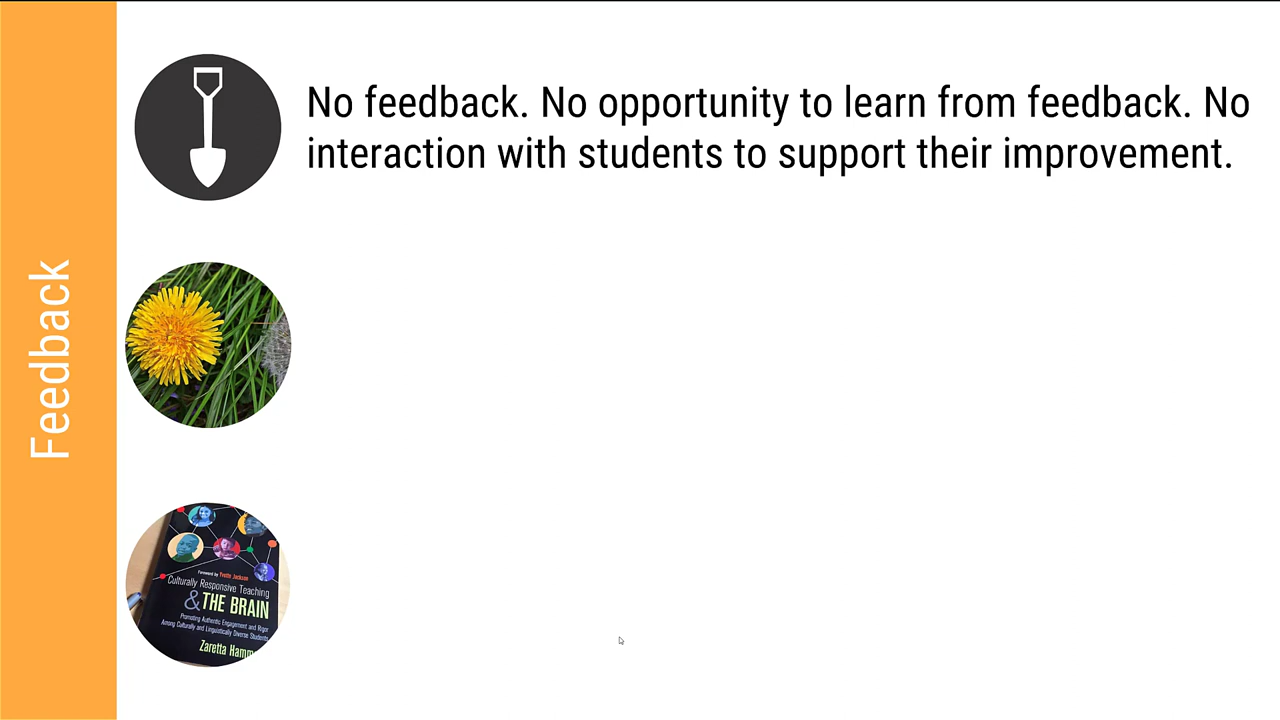 Feedback
No feedback. No opportunity to learn from feedback. No
interaction with students to support their improvement.
Foreword by Yvette Jackson
Culturally Responsive Teaching
& THE BRAIN
Promoting Authentic Engagement and Rigor
Among Culturally and Linguistically Diverse Students
Zaretta